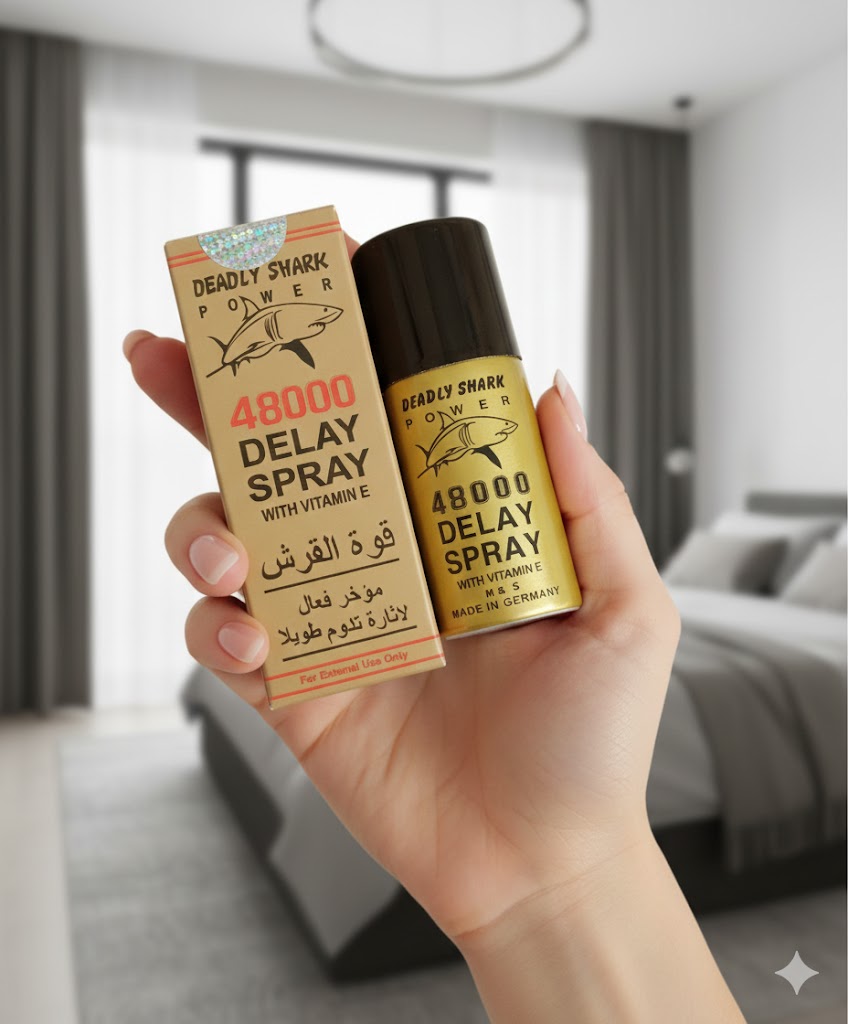 DEADLY SHARK
POWER
48000
DELAY
SPRAY
WITH VITAMIN E
قوة القرش
مؤخر فعال
لاثارة تدوم طويلا
For External Use Only
DEADLY SHARK
POWER
48000
DELAY
SPRAY
WITH VITAMIN E
M & S
MADE IN GERMANY